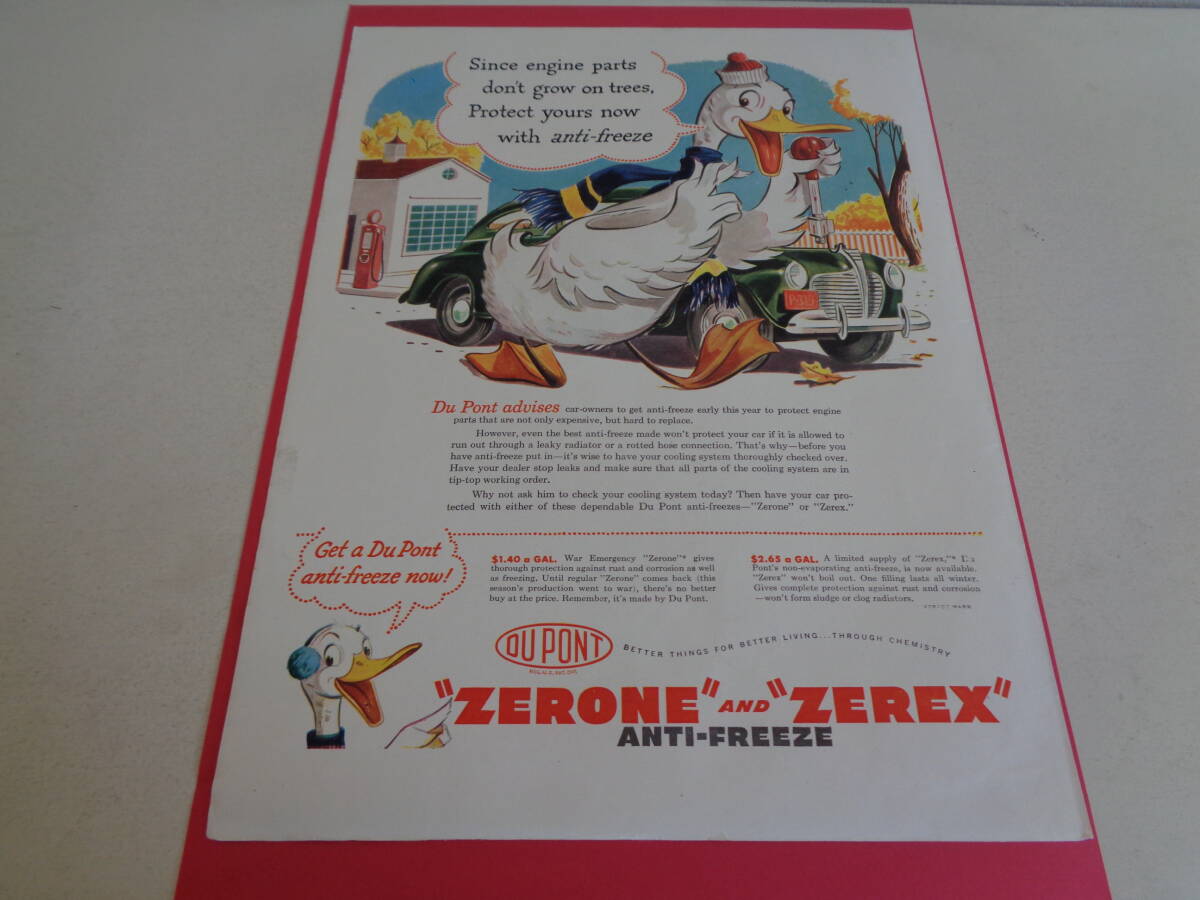 Since engine parts
don't grow on trees,
Protect yours now
with anti-freeze
Du Pont advises car-owners to get anti-freeze early this year to protect engine
parts that are not only expensive, but hard to replace.
However, even the best anti-freeze made won't protect your car if it is allowed to
run out through a leaky radiator or a rotted hose connection. That's why—before you
have anti-freeze put in—it's wise to have your cooling system thoroughly checked over.
Have your dealer stop leaks and make sure that all parts of the cooling system are in
tip-top working order.
Why not ask him to check your cooling system today? Then have your car pro-
tected with either of these dependable Du Pont anti-freezes—"Zerone" or "Zerex."
Get a Du Pont
anti-freeze now!
$1.40 a GAL. War Emergency "Zerone"* gives
thorough protection against rust and corrosion as well
as freezing. Until regular "Zerone" comes back (this
season's production went to war), there's no better
buy at the price. Remember, it's made by Du Pont.
$2.65 a GAL. A limited supply of "Zerex,"* Du
Pont's non-evaporating anti-freeze, is now available.
"Zerex" won't boil out. One filling lasts all winter.
Gives complete protection against rust and corrosion
—won't form sludge or clog radiators.
DU PONT
REG. U.S. PAT. OFF.
BETTER THINGS FOR BETTER LIVING...THROUGH CHEMISTRY
"ZERONE" AND "ZEREX"
ANTI-FREEZE